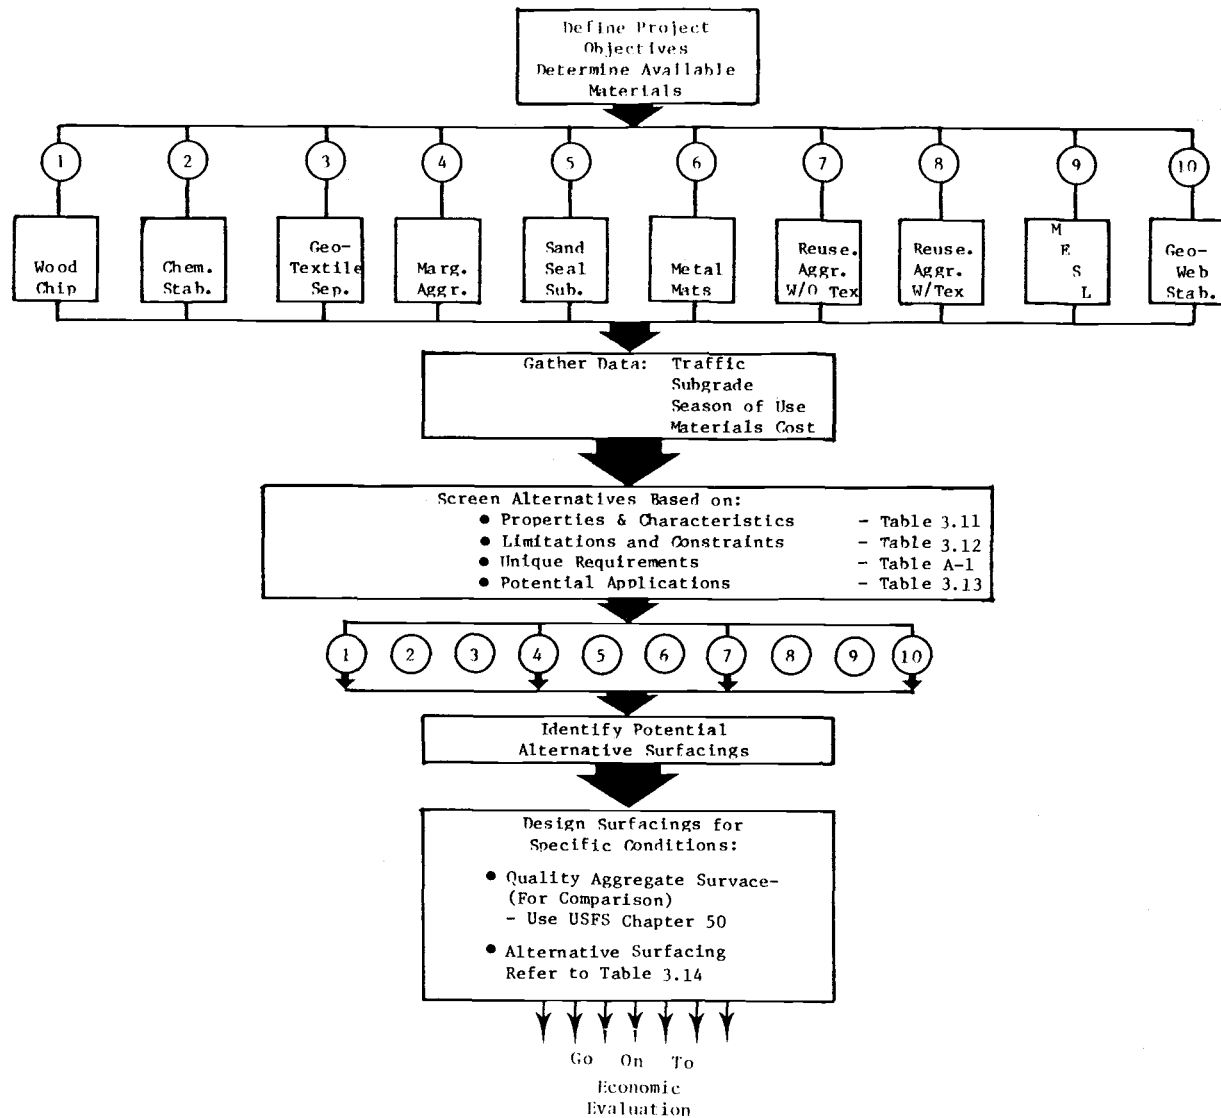 Define Project
Objectives
Determine Available
Materials
1 2 3 4 5 6 7 8 9 10
Wood
Chip
Chem.
Stab.
Geo-
Textile
Sep.
Marg.
Aggr.
Sand
Seal
Sub.
Metal
Mats
Reuse.
Aggr.
W/O Tex
Reuse.
Aggr.
W/Tex
M
E
S
L
Geo-
Web
Stab.
Gather Data: Traffic
Subgrade
Season of Use
Materials Cost
Screen Alternatives Based on:
● Properties & Characteristics - Table 3.11
● Limitations and Constraints - Table 3.12
● Unique Requirements - Table A-1
● Potential Applications - Table 3.13
1 2 3 4 5 6 7 8 9 10
Identify Potential
Alternative Surfacings
Design Surfacings for
Specific Conditions:
● Quality Aggregate Survace-
(For Comparison)
- Use USFS Chapter 50
● Alternative Surfacing
Refer to Table 3.14
Go On To
Economic
Evaluation